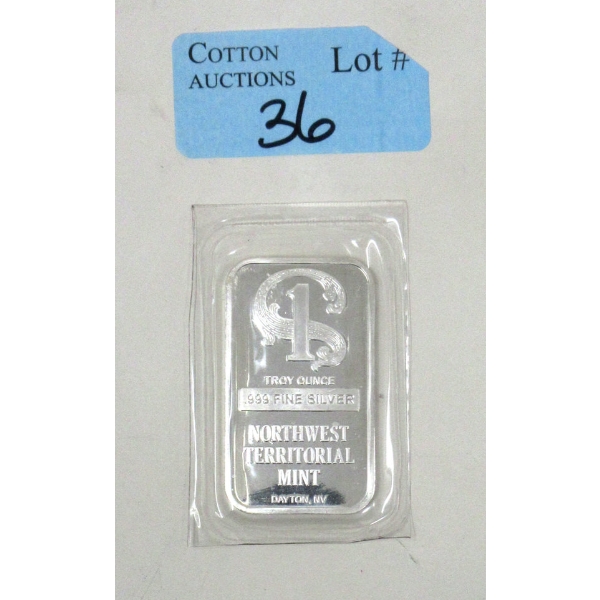 COTTON
AUCTIONS
Lot #
36
1
TROY OUNCE
.999 FINE SILVER
NORTHWEST
TERRITORIAL
MINT
DAYTON, NV